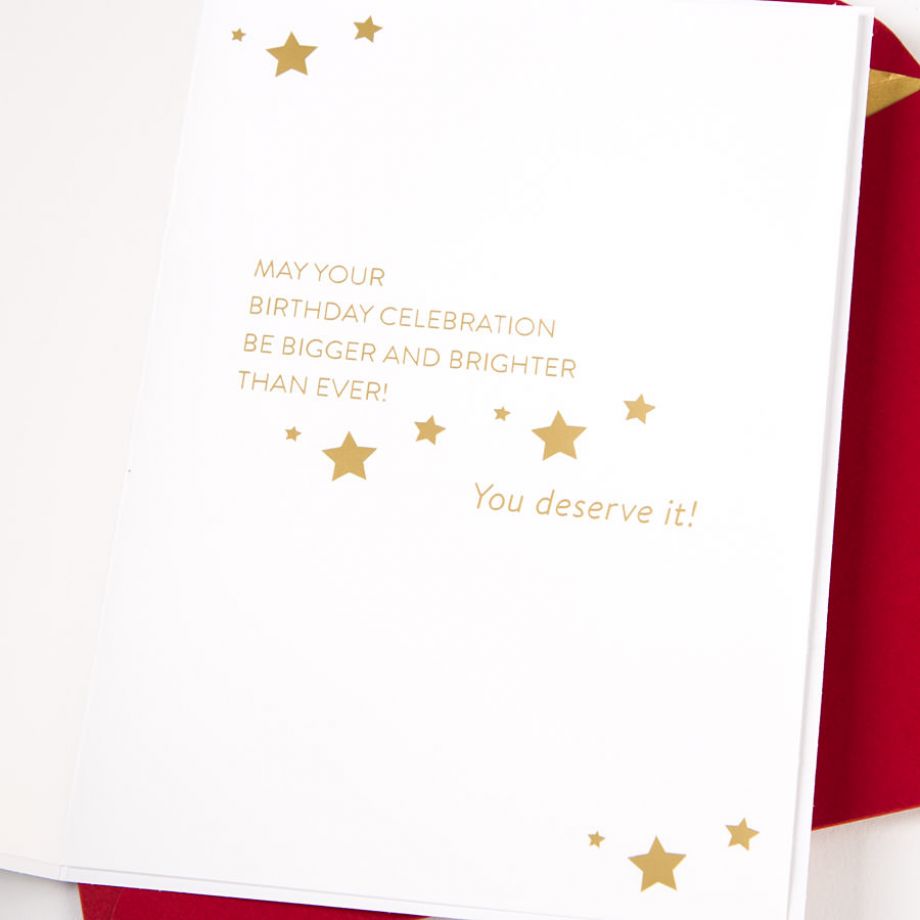 MAY YOUR
BIRTHDAY CELEBRATION
BE BIGGER AND BRIGHTER
THAN EVER!
You deserve it!